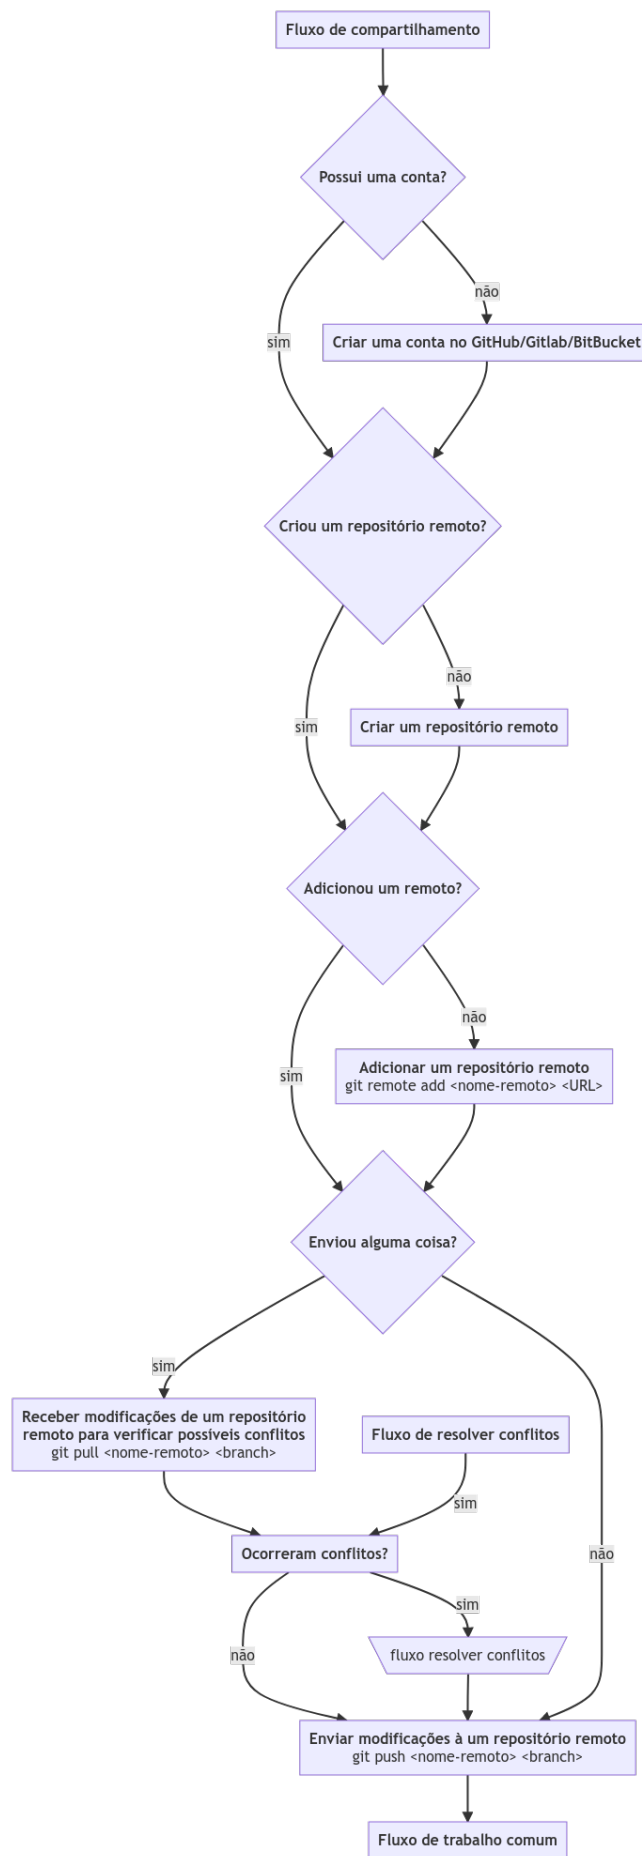 Fluxo de compartilhamento
Possui uma conta?
não
sim
Criar uma conta no GitHub/Gitlab/BitBucket
Criou um repositório remoto?
não
sim
Criar um repositório remoto
Adicionou um remoto?
não
Adicionar um repositório remoto
git remote add <nome-remoto> <URL>
sim
Enviou alguma coisa?
sim
Receber modificações de um repositório
remoto para verificar possíveis conflitos
git pull <nome-remoto> <branch>
Fluxo de resolver conflitos
sim
Ocorreram conflitos?
não
sim
não
fluxo resolver conflitos
Enviar modificações à um repositório remoto
git push <nome-remoto> <branch>
Fluxo de trabalho comum